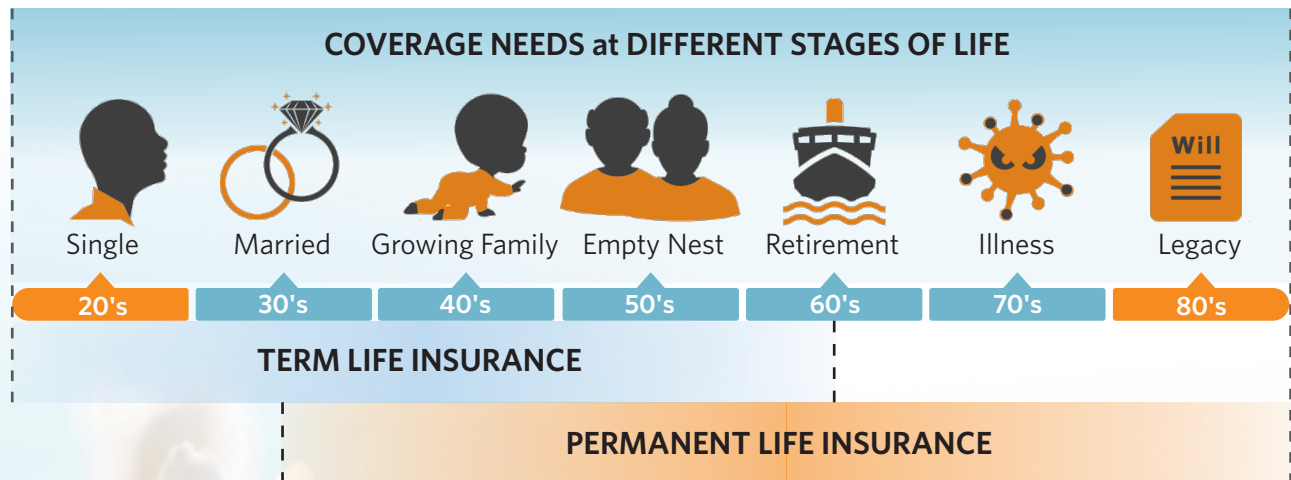 COVERAGE NEEDS at DIFFERENT STAGES OF LIFE
Will
Single Married Growing Family Empty Nest Retirement Illness Legacy
20's 30's 40's 50's 60's 70's 80's
TERM LIFE INSURANCE
PERMANENT LIFE INSURANCE